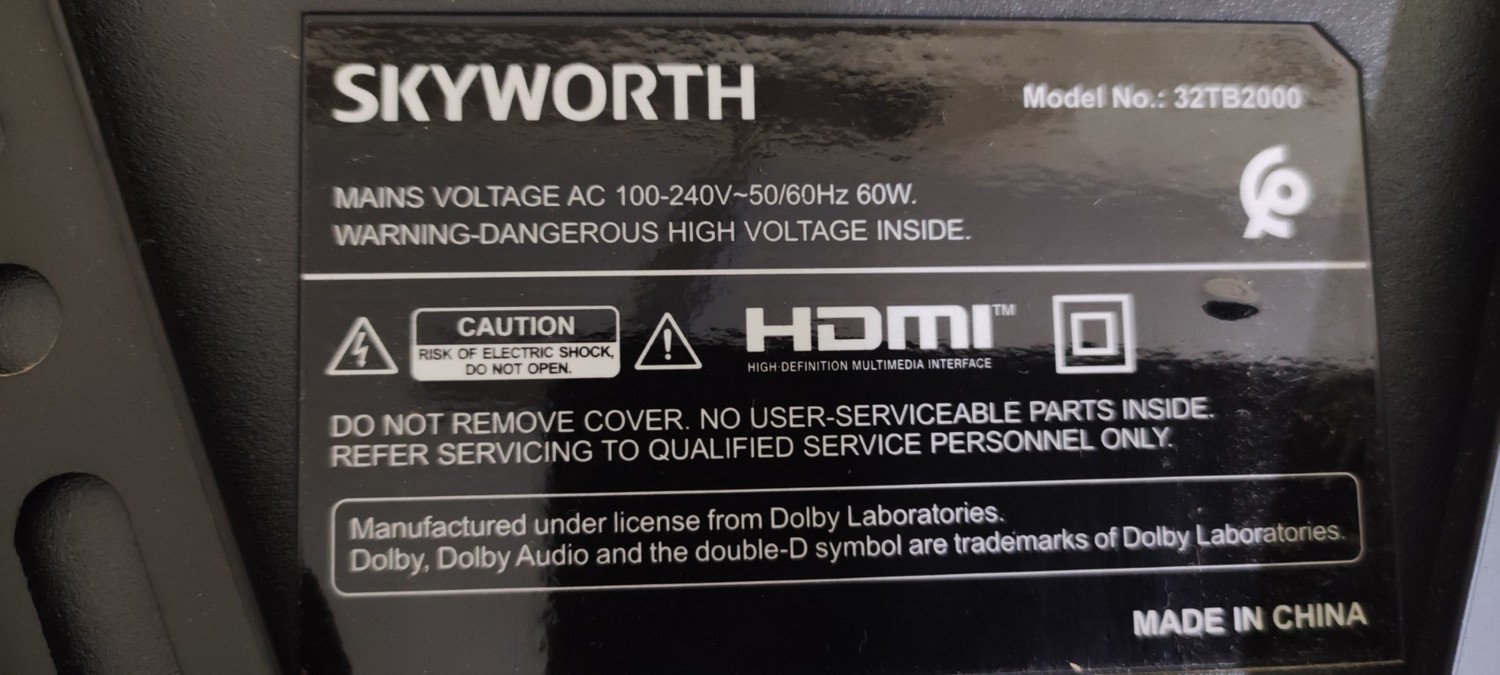 SKYWORTH
Model No.: 32TB2000
MAINS VOLTAGE AC 100-240V~50/60Hz 60W.
WARNING-DANGEROUS HIGH VOLTAGE INSIDE.
CAUTION
RISK OF ELECTRIC SHOCK,
DO NOT OPEN.
HDMI™
HIGH-DEFINITION MULTIMEDIA INTERFACE
DO NOT REMOVE COVER. NO USER-SERVICEABLE PARTS INSIDE.
REFER SERVICING TO QUALIFIED SERVICE PERSONNEL ONLY.
Manufactured under license from Dolby Laboratories.
Dolby, Dolby Audio and the double-D symbol are trademarks of Dolby Laboratories.
MADE IN CHINA